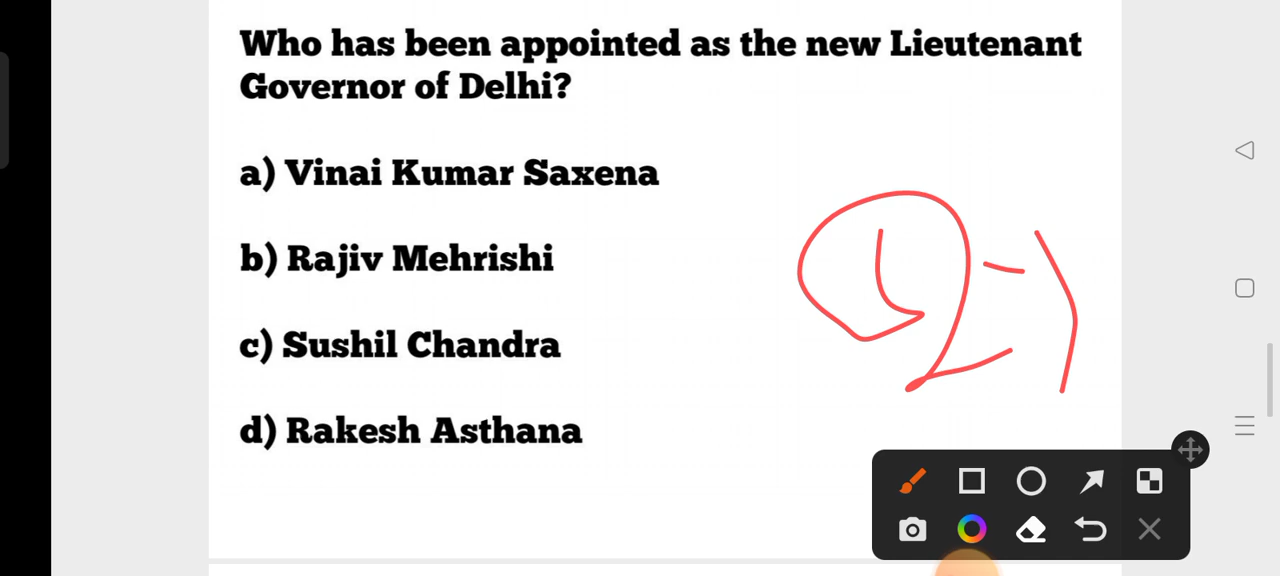 Who has been appointed as the new Lieutenant
Governor of Delhi?
a) Vinai Kumar Saxena
b) Rajiv Mehrishi
c) Sushil Chandra
d) Rakesh Asthana